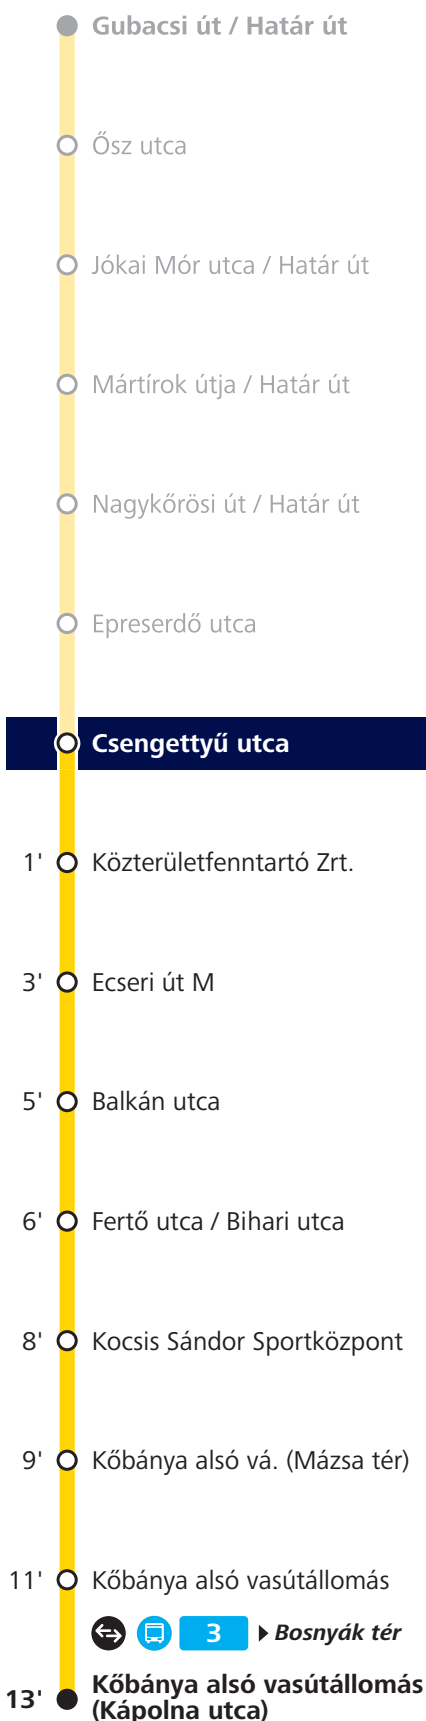 Gubacsi út / Határ út
Ősz utca
Jókai Mór utca / Határ út
Mártírok útja / Határ út
Nagykőrösi út / Határ út
Epreserdő utca
Csengettyű utca
1' Közterületfenntartó Zrt.
3' Ecseri út M
5' Balkán utca
6' Fertő utca / Bihari utca
8' Kocsis Sándor Sportközpont
9' Kőbánya alsó vá. (Mázsa tér)
11' Kőbánya alsó vasútállomás
3 Bosnyák tér
13' Kőbánya alsó vasútállomás
(Kápolna utca)